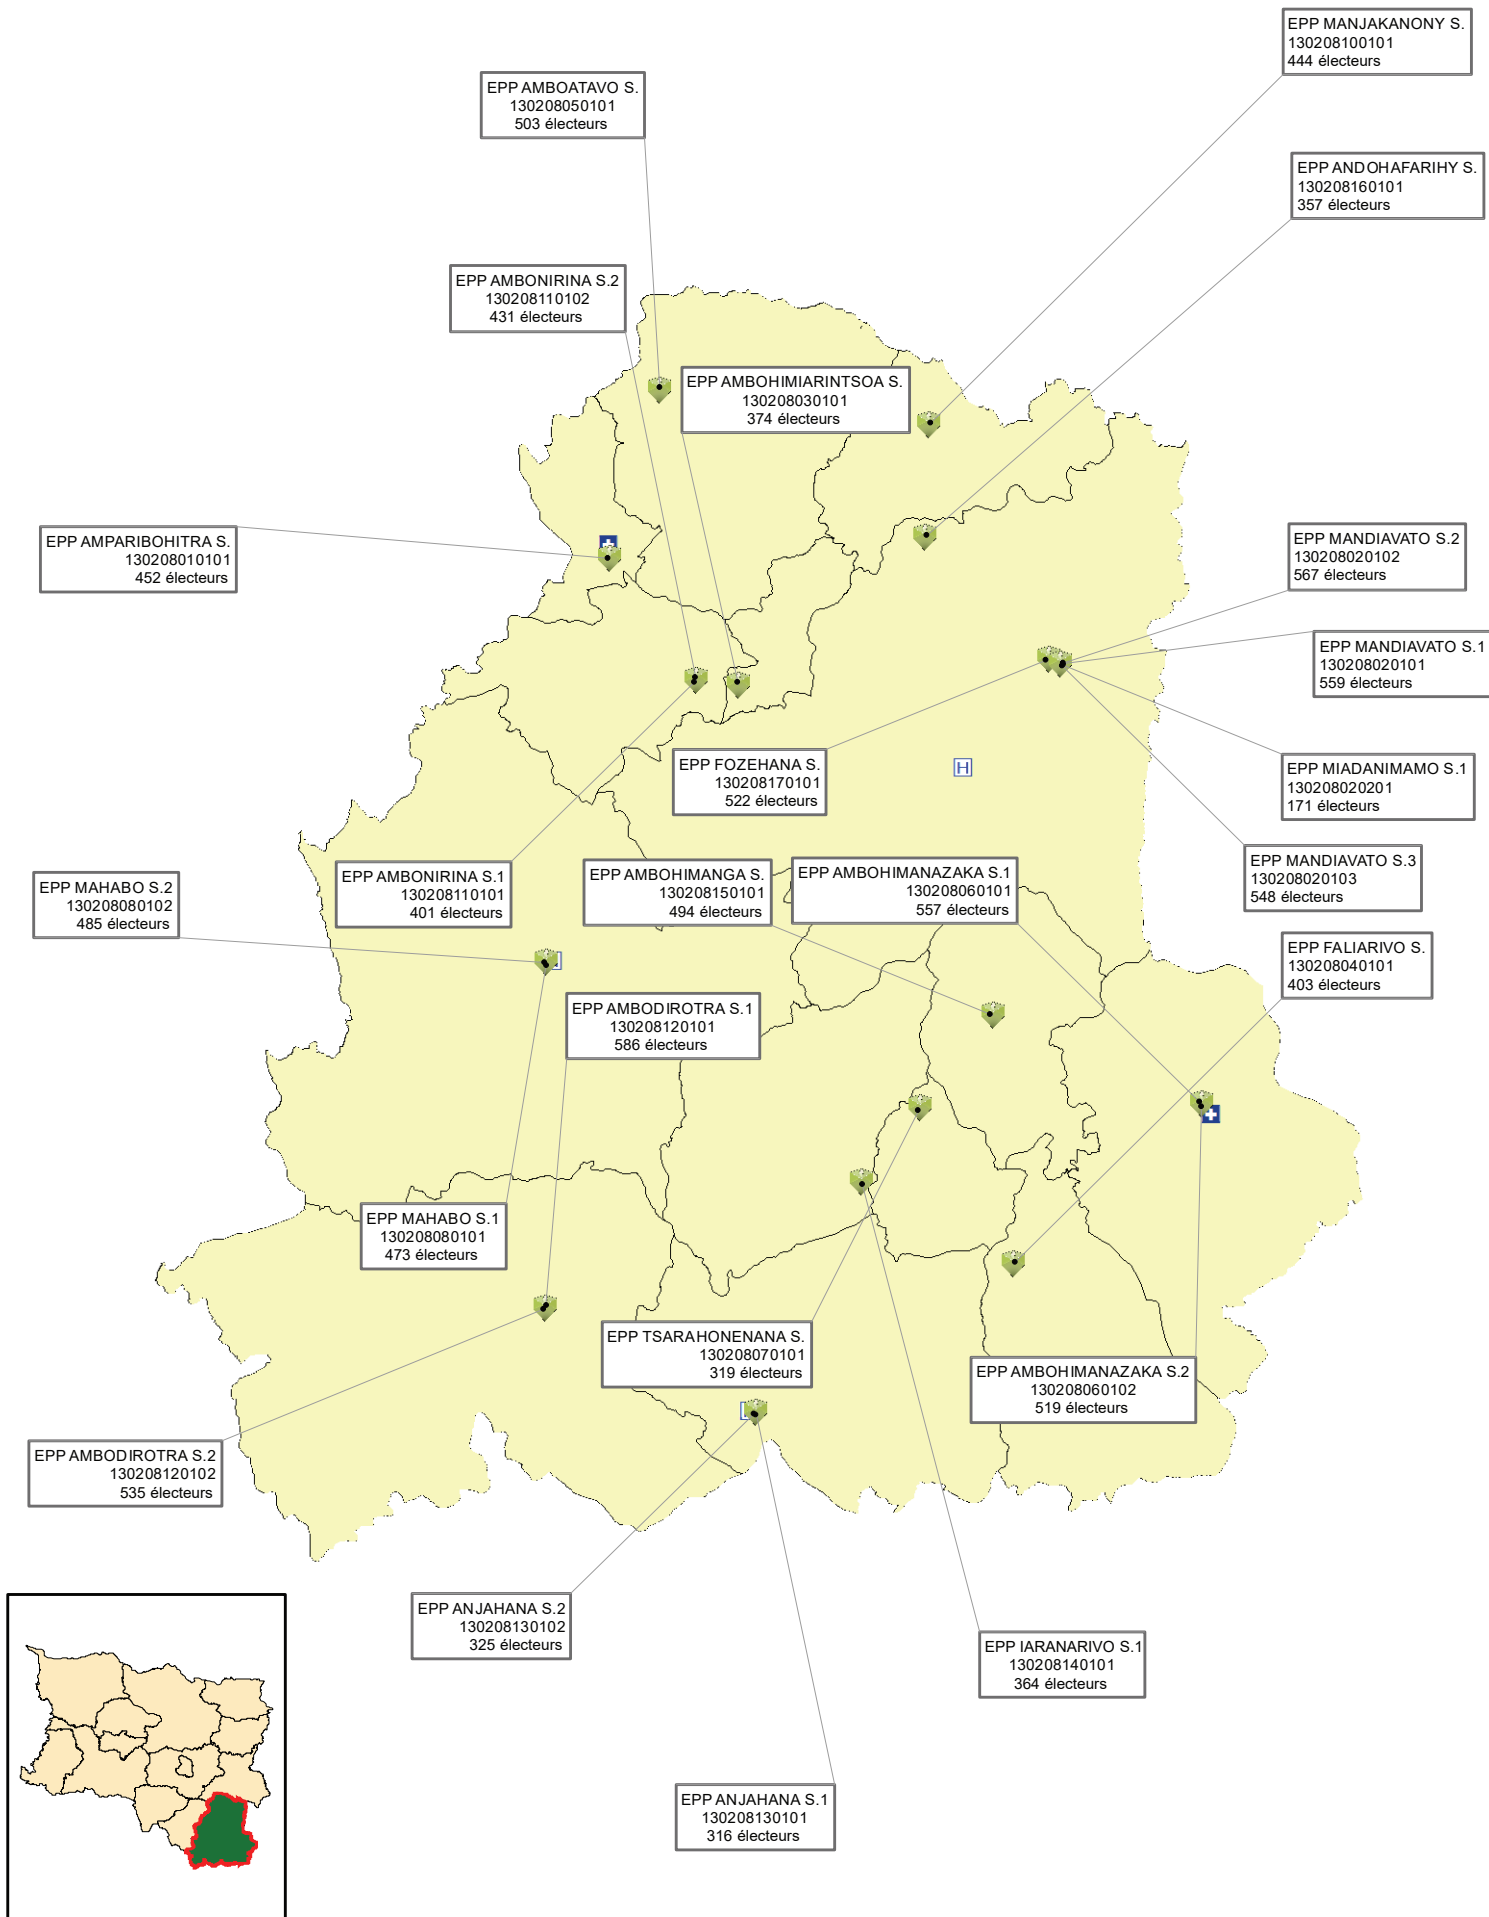 EPP MANJAKANONY S.
130208100101
444 électeurs
EPP AMBOATAVO S.
130208050101
503 électeurs
EPP ANDOHAFARIHY S.
130208160101
357 électeurs
EPP AMBONIRINA S.2
130208110102
431 électeurs
EPP AMBOHIMIARINTSOA S.
130208030101
374 électeurs
EPP AMPARIBOHITRA S.
130208010101
452 électeurs
EPP MANDIAVATO S.2
130208020102
567 électeurs
EPP MANDIAVATO S.1
130208020101
559 électeurs
EPP FOZEHANA S.
130208170101
522 électeurs
H
EPP MIADANIMAMO S.1
130208020201
171 électeurs
EPP MANDIAVATO S.3
130208020103
548 électeurs
EPP MAHABO S.2
130208080102
485 électeurs
EPP AMBONIRINA S.1
130208110101
401 électeurs
EPP AMBOHIMANGA S.
130208150101
494 électeurs
EPP AMBOHIMANAZAKA S.1
130208060101
557 électeurs
EPP FALIARIVO S.
130208040101
403 électeurs
EPP AMBODIROTRA S.1
130208120101
586 électeurs
EPP MAHABO S.1
130208080101
473 électeurs
EPP TSARAHONENANA S.
130208070101
319 électeurs
EPP AMBOHIMANAZAKA S.2
130208060102
519 électeurs
EPP AMBODIROTRA S.2
130208120102
535 électeurs
EPP ANJAHANA S.2
130208130102
325 électeurs
EPP IARANARIVO S.1
130208140101
364 électeurs
EPP ANJAHANA S.1
130208130101
316 électeurs